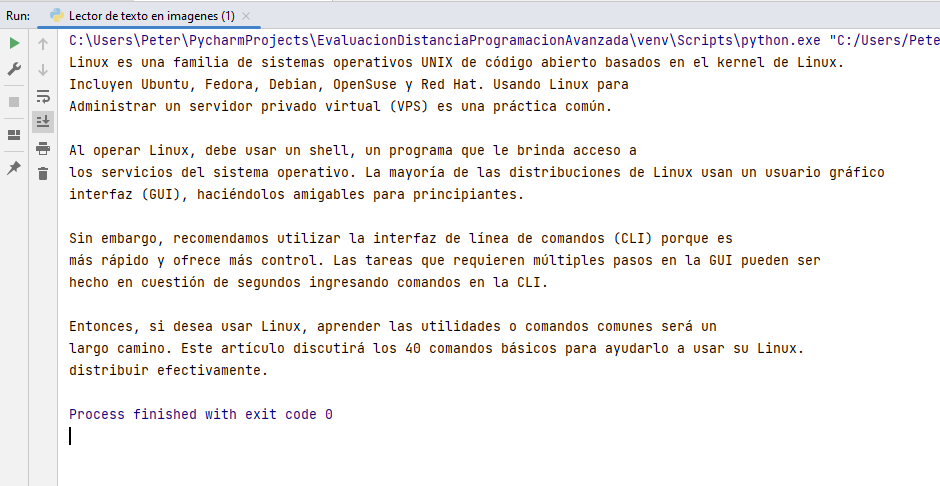 Run: Lector de texto en imagenes (1)
C:\Users\Peter\PycharmProjects\EvaluacionDistanciaProgramacionAvanzada\venv\Scripts\python.exe "C:/Users/Pete
Linux es una familia de sistemas operativos UNIX de código abierto basados en el kernel de Linux.
Incluyen Ubuntu, Fedora, Debian, OpenSuse y Red Hat. Usando Linux para
Administrar un servidor privado virtual (VPS) es una práctica común.

Al operar Linux, debe usar un shell, un programa que le brinda acceso a
los servicios del sistema operativo. La mayoría de las distribuciones de Linux usan un usuario gráfico
interfaz (GUI), haciéndolos amigables para principiantes.

Sin embargo, recomendamos utilizar la interfaz de línea de comandos (CLI) porque es
más rápido y ofrece más control. Las tareas que requieren múltiples pasos en la GUI pueden ser
hecho en cuestión de segundos ingresando comandos en la CLI.

Entonces, si desea usar Linux, aprender las utilidades o comandos comunes será un
largo camino. Este artículo discutirá los 40 comandos básicos para ayudarlo a usar su Linux.
distribuir efectivamente.

Process finished with exit code 0